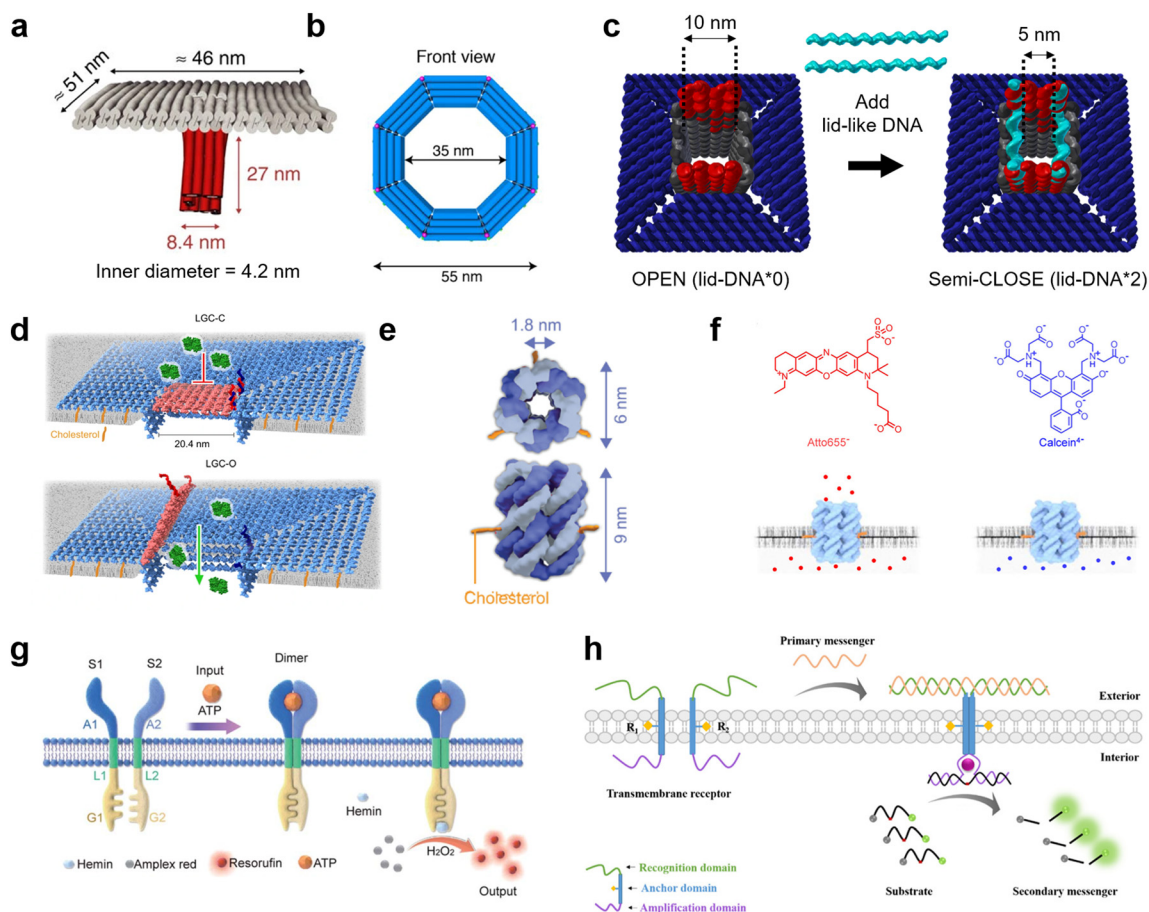 a
≈ 46 nm
≈ 51 nm
27 nm
8.4 nm
Inner diameter = 4.2 nm
b
Front view
35 nm
55 nm
c
10 nm
Add
lid-like DNA
5 nm
OPEN (lid-DNA*0)
Semi-CLOSE (lid-DNA*2)
d
LGC-C
Cholesterol
20.4 nm
LGC-O
e
1.8 nm
6 nm
9 nm
Cholesterol
f
Atto655-
Calcein4-
g
S1
S2
Input
ATP
Dimer
A1
A2
L1
L2
G1
G2
Hemin
H2O2
Output
Hemin
Amplex red
Resorufin
ATP
h
Primary messenger
Exterior
R1
R2
Interior
Transmembrane receptor
Recognition domain
Anchor domain
Amplification domain
Substrate
Secondary messenger